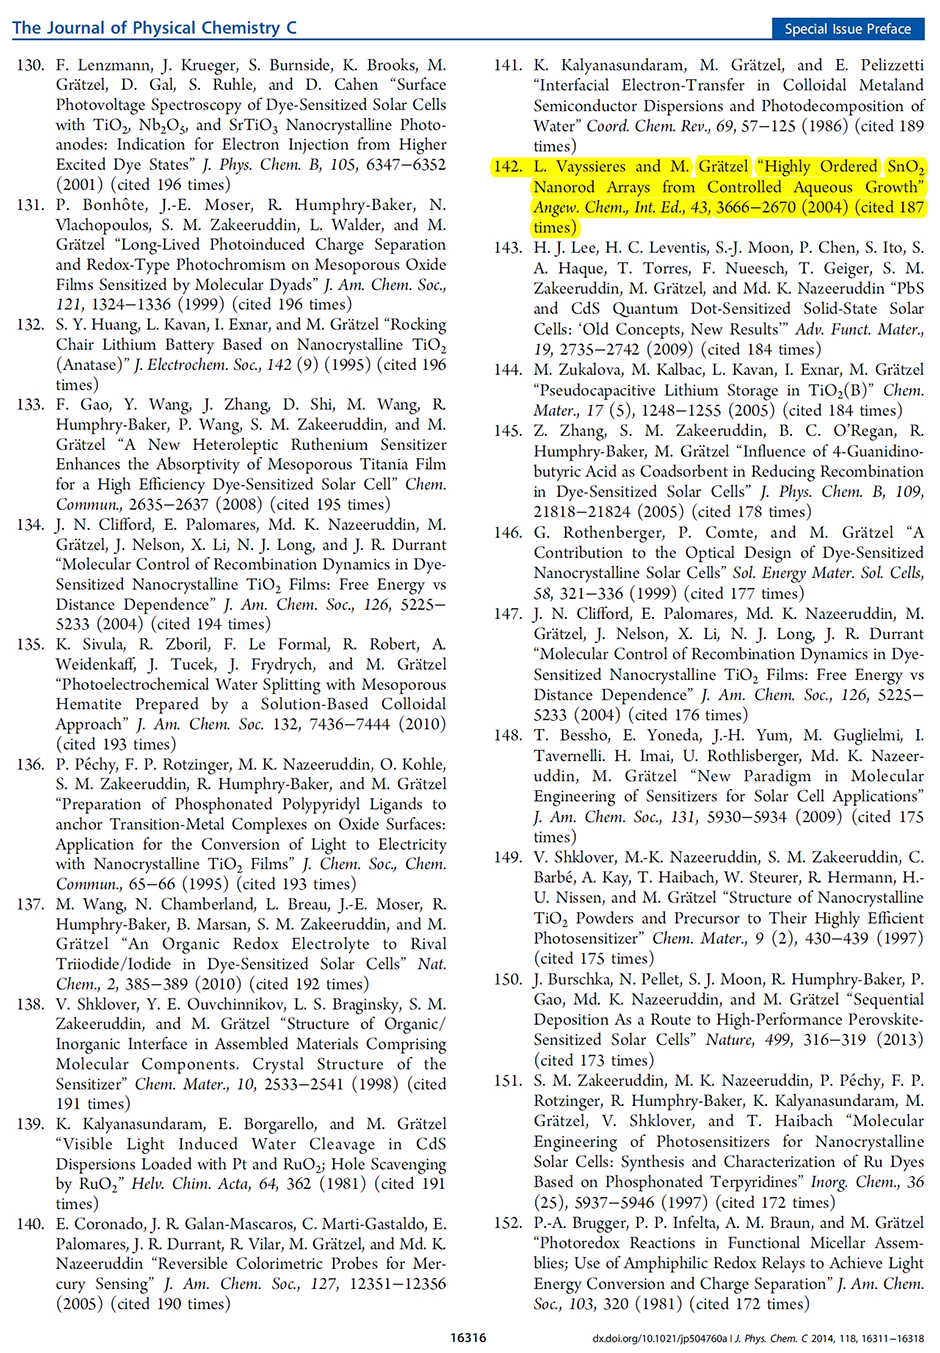 The Journal of Physical Chemistry C
Special Issue Preface
130. F. Lenzmann, J. Krueger, S. Burnside, K. Brooks, M.
Grätzel, D. Gal, S. Ruhle, and D. Cahen “Surface
Photovoltage Spectroscopy of Dye-Sensitized Solar Cells
with TiO₂, Nb₂O₅, and SrTiO₃ Nanocrystalline Photo-
anodes: Indication for Electron Injection from Higher
Excited Dye States” J. Phys. Chem. B, 105, 6347−6352
(2001) (cited 196 times)
131. P. Bonhôte, J.-E. Moser, R. Humphry-Baker, N.
Vlachopoulos, S. M. Zakeeruddin, L. Walder, and M.
Grätzel “Long-Lived Photoinduced Charge Separation
and Redox-Type Photochromism on Mesoporous Oxide
Films Sensitized by Molecular Dyads” J. Am. Chem. Soc.,
121, 1324−1336 (1999) (cited 196 times)
132. S. Y. Huang, L. Kavan, I. Exnar, and M. Grätzel “Rocking
Chair Lithium Battery Based on Nanocrystalline TiO₂
(Anatase)” J. Electrochem. Soc., 142 (9) (1995) (cited 196
times)
133. F. Gao, Y. Wang, J. Zhang, D. Shi, M. Wang, R.
Humphry-Baker, P. Wang, S. M. Zakeeruddin, and M.
Grätzel “A New Heteroleptic Ruthenium Sensitizer
Enhances the Absorptivity of Mesoporous Titania Film
for a High Efficiency Dye-Sensitized Solar Cell” Chem.
Commun., 2635−2637 (2008) (cited 195 times)
134. J. N. Clifford, E. Palomares, Md. K. Nazeeruddin, M.
Grätzel, J. Nelson, X. Li, N. J. Long, and J. R. Durrant
“Molecular Control of Recombination Dynamics in Dye-
Sensitized Nanocrystalline TiO₂ Films: Free Energy vs
Distance Dependence” J. Am. Chem. Soc., 126, 5225−
5233 (2004) (cited 194 times)
135. K. Sivula, R. Zboril, F. Le Formal, R. Robert, A.
Weidenkaff, J. Tucek, J. Frydrych, and M. Grätzel
“Photoelectrochemical Water Splitting with Mesoporous
Hematite Prepared by a Solution-Based Colloidal
Approach” J. Am. Chem. Soc. 132, 7436−7444 (2010)
(cited 193 times)
136. P. Péchy, F. P. Rotzinger, M. K. Nazeeruddin, O. Kohle,
S. M. Zakeeruddin, R. Humphry-Baker, and M. Grätzel
“Preparation of Phosphonated Polypyridyl Ligands to
anchor Transition-Metal Complexes on Oxide Surfaces:
Application for the Conversion of Light to Electricity
with Nanocrystalline TiO₂ Films” J. Chem. Soc., Chem.
Commun., 65−66 (1995) (cited 193 times)
137. M. Wang, N. Chamberland, L. Breau, J.-E. Moser, R.
Humphry-Baker, B. Marsan, S. M. Zakeeruddin, and M.
Grätzel “An Organic Redox Electrolyte to Rival
Triiodide/Iodide in Dye-Sensitized Solar Cells” Nat.
Chem., 2, 385−389 (2010) (cited 192 times)
138. V. Shklover, Y. E. Ouvchinnikov, L. S. Braginsky, S. M.
Zakeeruddin, and M. Grätzel “Structure of Organic/
Inorganic Interface in Assembled Materials Comprising
Molecular Components. Crystal Structure of the
Sensitizer” Chem. Mater., 10, 2533−2541 (1998) (cited
191 times)
139. K. Kalyanasundaram, E. Borgarello, and M. Grätzel
“Visible Light Induced Water Cleavage in CdS
Dispersions Loaded with Pt and RuO₂; Hole Scavenging
by RuO₂” Helv. Chim. Acta, 64, 362 (1981) (cited 191
times)
140. E. Coronado, J. R. Galan-Mascaros, C. Marti-Gastaldo, E.
Palomares, J. R. Durrant, R. Vilar, M. Grätzel, and Md. K.
Nazeeruddin “Reversible Colorimetric Probes for Mer-
cury Sensing” J. Am. Chem. Soc., 127, 12351−12356
(2005) (cited 190 times)
141. K. Kalyanasundaram, M. Grätzel, and E. Pelizzetti
“Interfacial Electron-Transfer in Colloidal Metaland
Semiconductor Dispersions and Photodecomposition of
Water” Coord. Chem. Rev., 69, 57−125 (1986) (cited 189
times)
142. L. Vayssieres and M. Grätzel “Highly Ordered SnO₂
Nanorod Arrays from Controlled Aqueous Growth”
Angew. Chem., Int. Ed., 43, 3666−2670 (2004) (cited 187
times)
143. H. J. Lee, H. C. Leventis, S.-J. Moon, P. Chen, S. Ito, S.
A. Haque, T. Torres, F. Nueesch, T. Geiger, S. M.
Zakeeruddin, M. Grätzel, and Md. K. Nazeeruddin “PbS
and CdS Quantum Dot-Sensitized Solid-State Solar
Cells: ‘Old Concepts, New Results’” Adv. Funct. Mater.,
19, 2735−2742 (2009) (cited 184 times)
144. M. Zukalova, M. Kalbac, L. Kavan, I. Exnar, M. Grätzel
“Pseudocapacitive Lithium Storage in TiO₂(B)” Chem.
Mater., 17 (5), 1248−1255 (2005) (cited 184 times)
145. Z. Zhang, S. M. Zakeeruddin, B. C. O’Regan, R.
Humphry-Baker, M. Grätzel “Influence of 4-Guanidino-
butyric Acid as Coadsorbent in Reducing Recombination
in Dye-Sensitized Solar Cells” J. Phys. Chem. B, 109,
21818−21824 (2005) (cited 178 times)
146. G. Rothenberger, P. Comte, and M. Grätzel “A
Contribution to the Optical Design of Dye-Sensitized
Nanocrystalline Solar Cells” Sol. Energy Mater. Sol. Cells,
58, 321−336 (1999) (cited 177 times)
147. J. N. Clifford, E. Palomares, Md. K. Nazeeruddin, M.
Grätzel, J. Nelson, X. Li, N. J. Long, J. R. Durrant
“Molecular Control of Recombination Dynamics in Dye-
Sensitized Nanocrystalline TiO₂ Films: Free Energy vs
Distance Dependence” J. Am. Chem. Soc., 126, 5225−
5233 (2004) (cited 176 times)
148. T. Bessho, E. Yoneda, J.-H. Yum, M. Guglielmi, I.
Tavernelli. H. Imai, U. Rothlisberger, Md. K. Nazeer-
uddin, M. Grätzel “New Paradigm in Molecular
Engineering of Sensitizers for Solar Cell Applications”
J. Am. Chem. Soc., 131, 5930−5934 (2009) (cited 175
times)
149. V. Shklover, M.-K. Nazeeruddin, S. M. Zakeeruddin, C.
Barbé, A. Kay, T. Haibach, W. Steurer, R. Hermann, H.-
U. Nissen, and M. Grätzel “Structure of Nanocrystalline
TiO₂ Powders and Precursor to Their Highly Efficient
Photosensitizer” Chem. Mater., 9 (2), 430−439 (1997)
(cited 175 times)
150. J. Burschka, N. Pellet, S. J. Moon, R. Humphry-Baker, P.
Gao, Md. K. Nazeeruddin, and M. Grätzel “Sequential
Deposition As a Route to High-Performance Perovskite-
Sensitized Solar Cells” Nature, 499, 316−319 (2013)
(cited 173 times)
151. S. M. Zakeeruddin, M. K. Nazeeruddin, P. Péchy, F. P.
Rotzinger, R. Humphry-Baker, K. Kalyanasundaram, M.
Grätzel, V. Shklover, and T. Haibach “Molecular
Engineering of Photosensitizers for Nanocrystalline
Solar Cells: Synthesis and Characterization of Ru Dyes
Based on Phosphonated Terpyridines” Inorg. Chem., 36
(25), 5937−5946 (1997) (cited 172 times)
152. P.-A. Brugger, P. P. Infelta, A. M. Braun, and M. Grätzel
“Photoredox Reactions in Functional Micellar Assem-
blies; Use of Amphiphilic Redox Relays to Achieve Light
Energy Conversion and Charge Separation” J. Am. Chem.
Soc., 103, 320 (1981) (cited 172 times)
16316
dx.doi.org/10.1021/jp504760a | J. Phys. Chem. C 2014, 118, 16311−16318